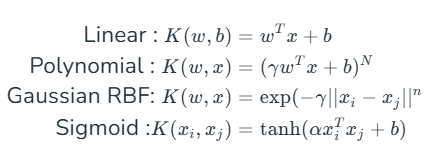 Linear : K(w, b) = w^T x + b
Polynomial : K(w, x) = (γw^T x + b)^N
Gaussian RBF: K(w, x) = exp(−γ||x_i − x_j||^n
Sigmoid :K(x_i, x_j) = tanh(αx_i^T x_j + b)